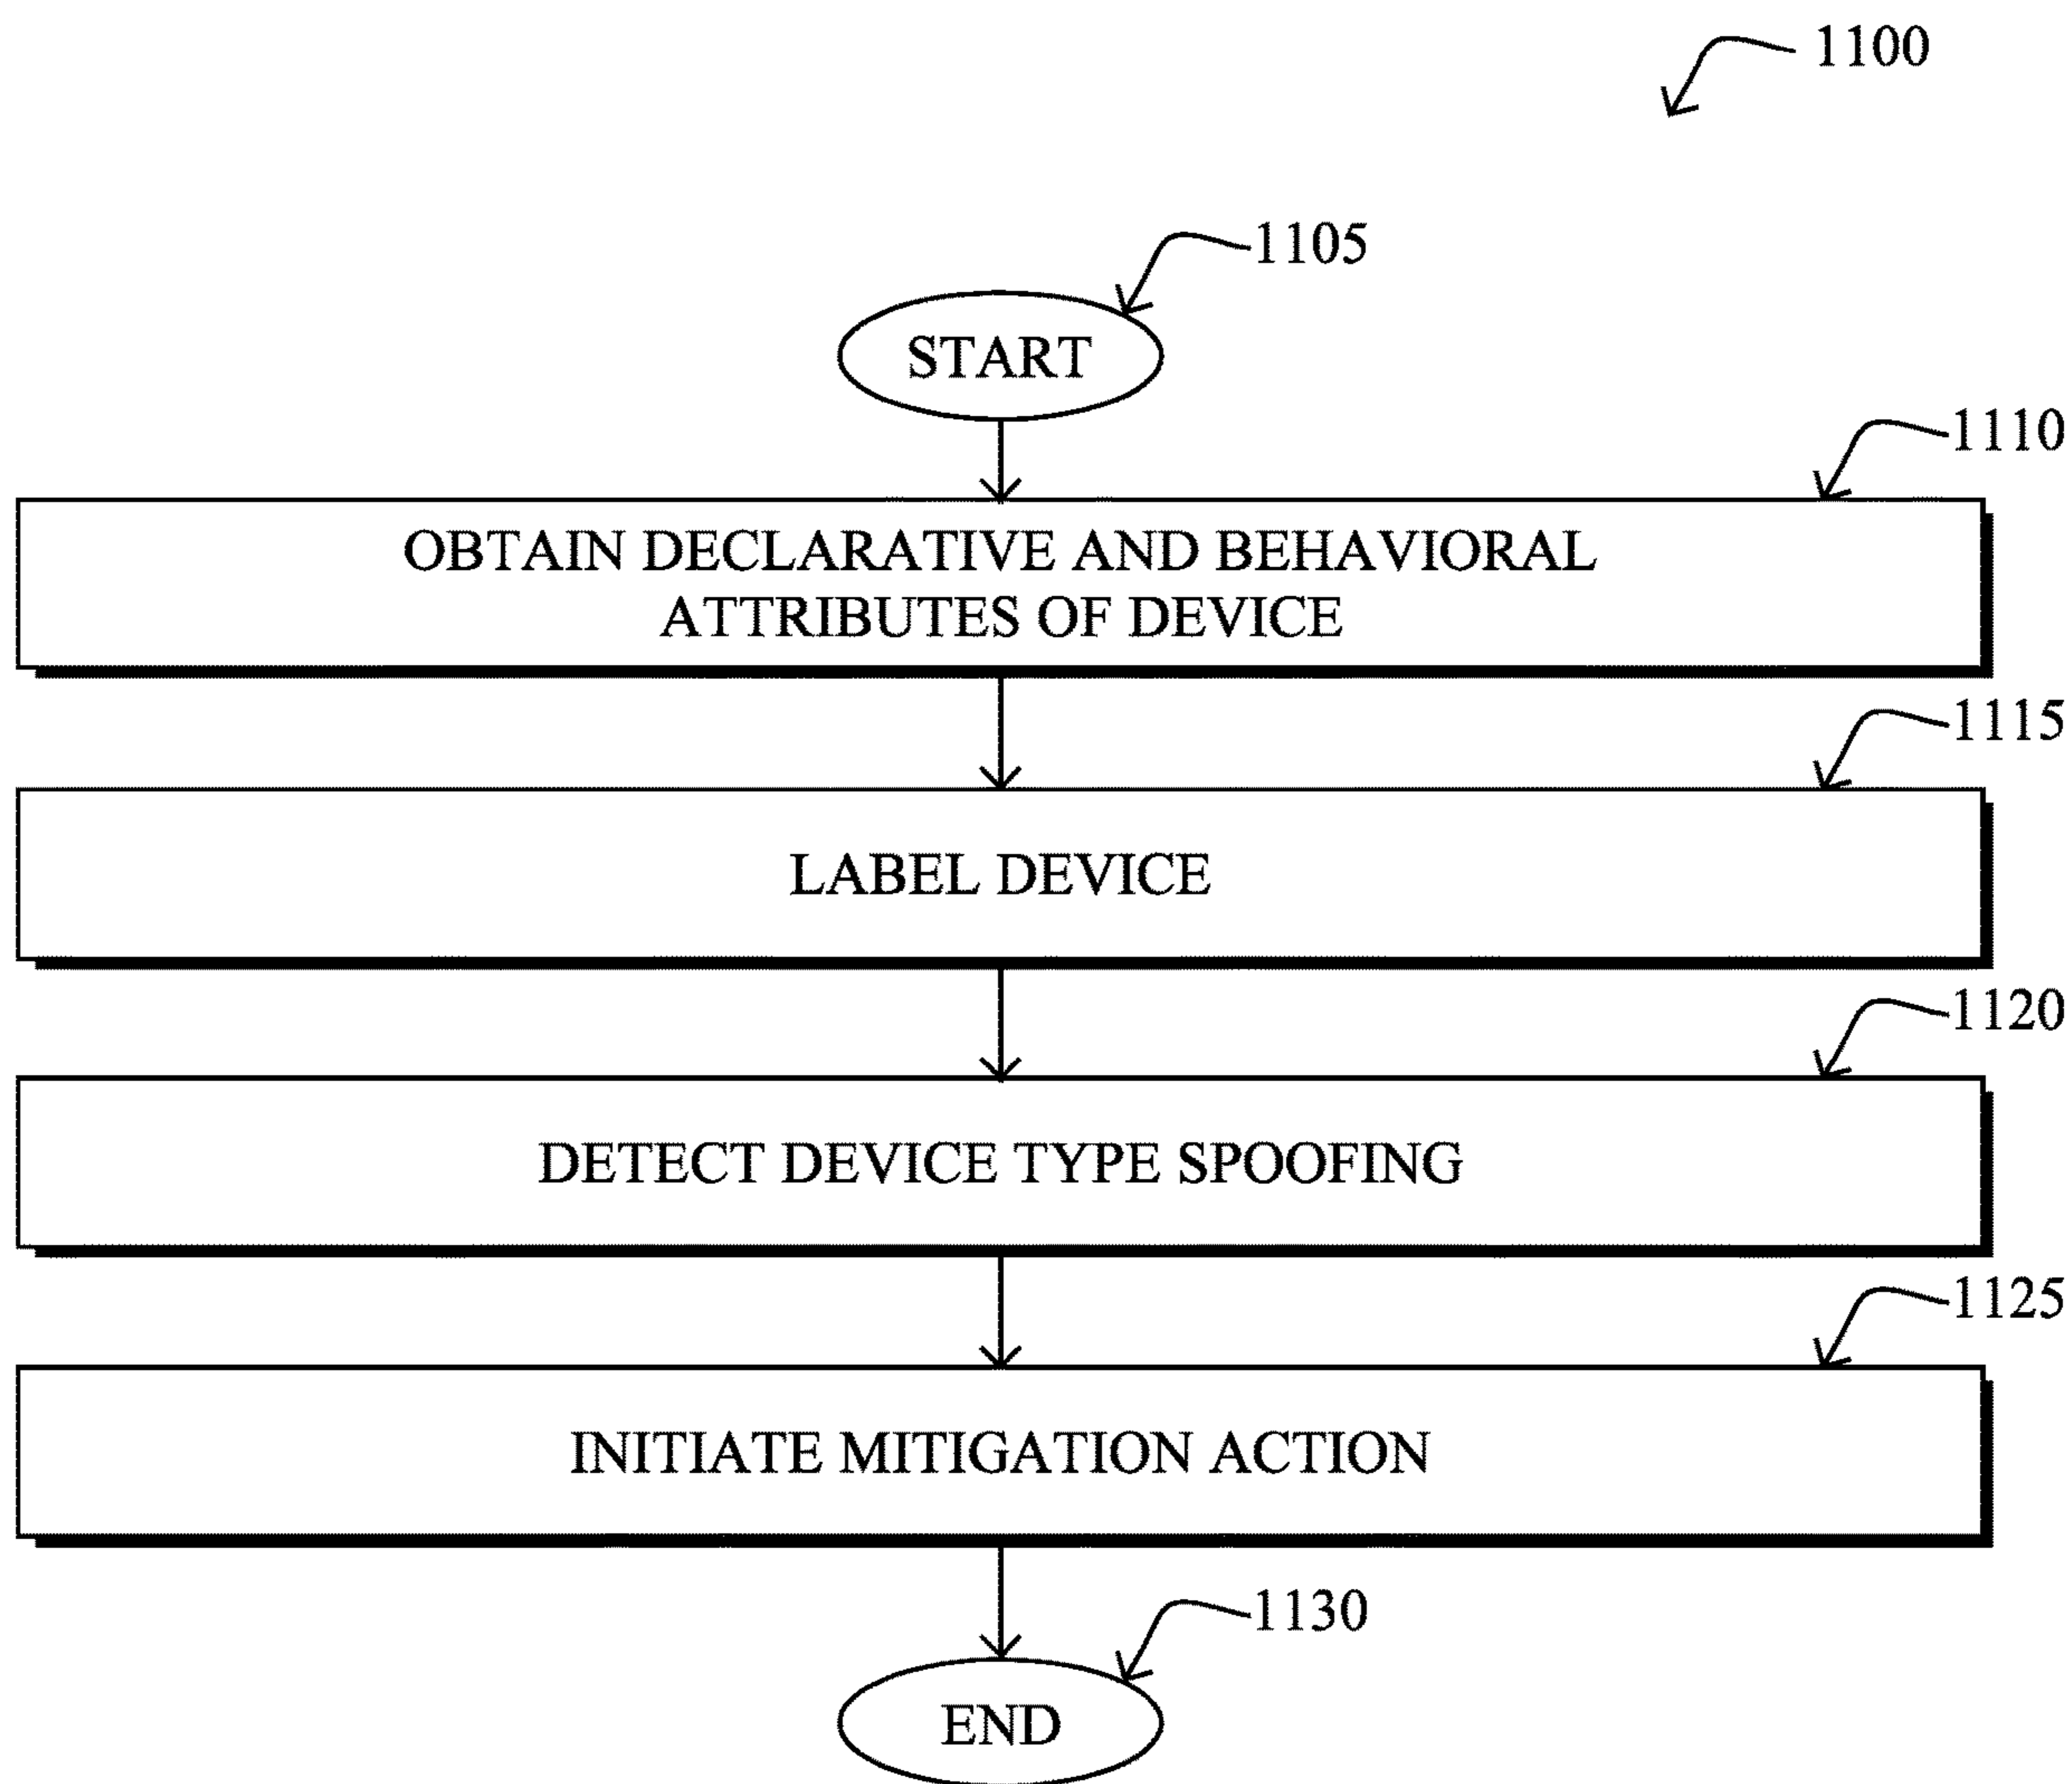 1100
1105
START
1110
OBTAIN DECLARATIVE AND BEHAVIORAL
ATTRIBUTES OF DEVICE
1115
LABEL DEVICE
1120
DETECT DEVICE TYPE SPOOFING
1125
INITIATE MITIGATION ACTION
1130
END